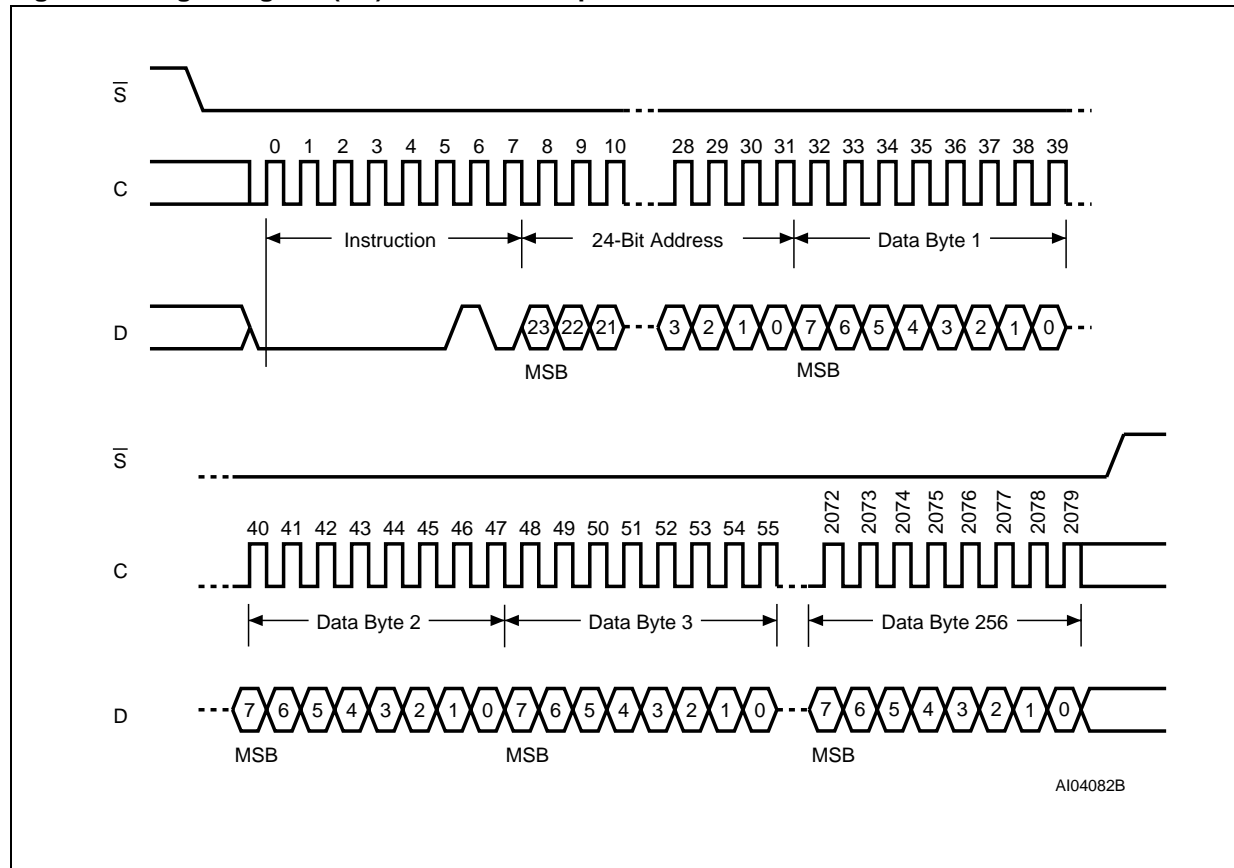 S
0 1 2 3 4 5 6 7 8 9 10 28 29 30 31 32 33 34 35 36 37 38 39
C
Instruction 24-Bit Address Data Byte 1
D 23 22 21 3 2 1 0 7 6 5 4 3 2 1 0
MSB MSB
S
40 41 42 43 44 45 46 47 48 49 50 51 52 53 54 55 2072 2073 2074 2075 2076 2077 2078 2079
C
Data Byte 2 Data Byte 3 Data Byte 256
D 7 6 5 4 3 2 1 0 7 6 5 4 3 2 1 0 7 6 5 4 3 2 1 0
MSB MSB MSB
AI04082B